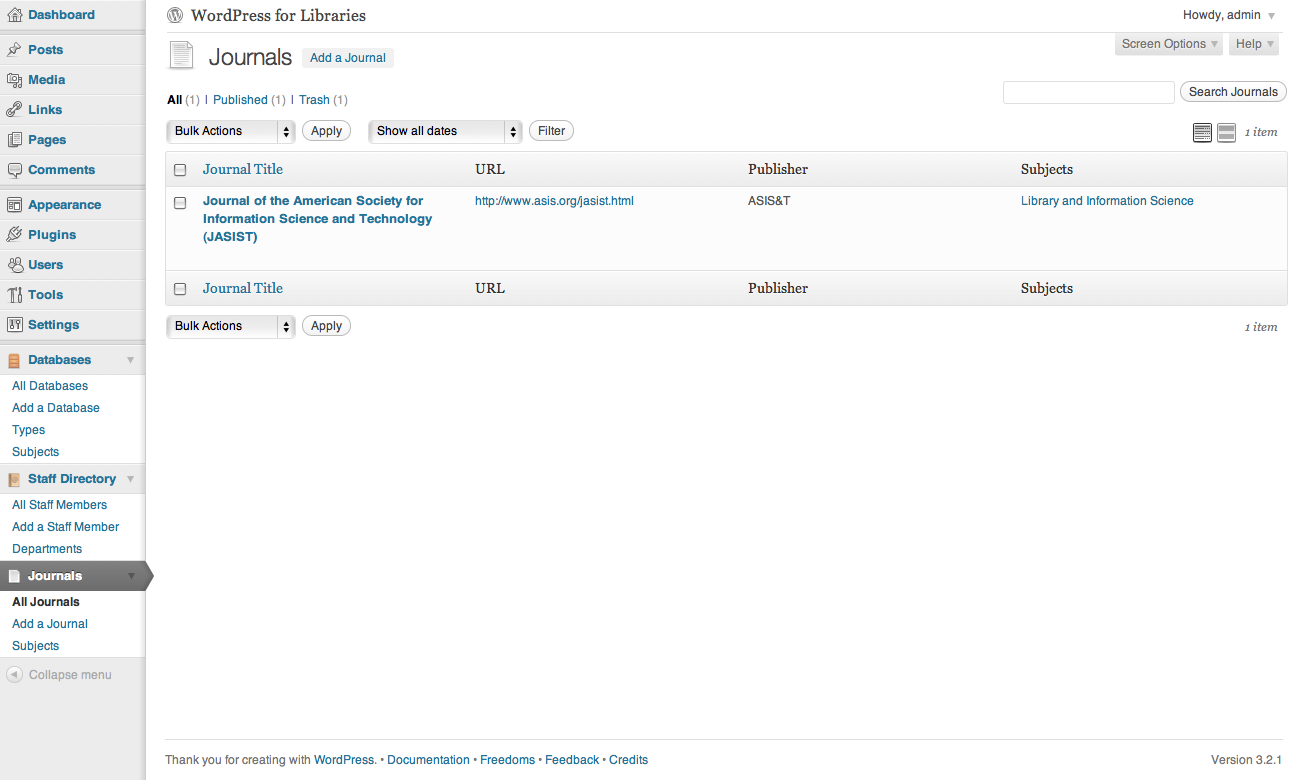 Dashboard
Posts
Media
Links
Pages
Comments
Appearance
Plugins
Users
Tools
Settings
Databases
All Databases
Add a Database
Types
Subjects
Staff Directory
All Staff Members
Add a Staff Member
Departments
Journals
All Journals
Add a Journal
Subjects
Collapse menu
WordPress for Libraries
Howdy, admin
Screen Options
Help
Journals Add a Journal
All (1) | Published (1) | Trash (1)
Search Journals
Bulk Actions Apply Show all dates Filter
1 item
Journal Title URL Publisher Subjects
Journal of the American Society for
Information Science and Technology
(JASIST)
http://www.asis.org/jasist.html
ASIS&T
Library and Information Science
Journal Title URL Publisher Subjects
Bulk Actions Apply
1 item
Thank you for creating with WordPress. • Documentation • Freedoms • Feedback • Credits
Version 3.2.1